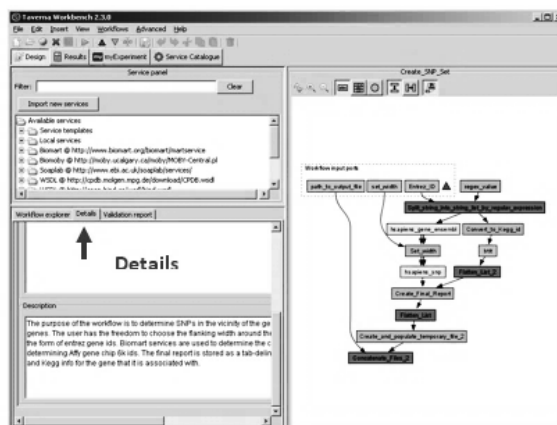 Taverna Workbench 2.3.0
File Edit Insert View Workflows Advanced Help
Design Results myExperiment Service Catalogue
Service panel
Filter: Clear
Import new services
Available services
Service templates
Local services
Biomart @ http://www.biomart.org/biomart/martservice
Biomoby @ http://moby.ucalgary.ca/moby/MOBY-Central.pl
Soaplab @ http://www.ebi.ac.uk/soaplab/services/
WSDL @ http://cpdb.molgen.mpg.de/download/CPDB.wsdl
Workflow explorer Details Validation report
Details
Description
The purpose of the workflow is to determine SNPs in the vicinity of the ge
genes. The user has the freedom to choose the flanking width around the
the form of entrez gene ids. Biomart services are used to determine the c
determining Affy gene chip 6k ids. The final report is stored as a tab-delin
and Kegg info for the gene that it is associated with.
Create_SNP_Set
Workflow input ports
path_to_output_file set_width Entrez_ID regex_value
Split_string_into_string_list_by_regular_expression
hsapiens_gene_ensembl Convert_to_Kegg_id
Set_width
hsapiens_snp Flatten_List_2
Create_Final_Report
Flatten_List
Create_and_populate_temporary_file_2
Concatenate_Files_2